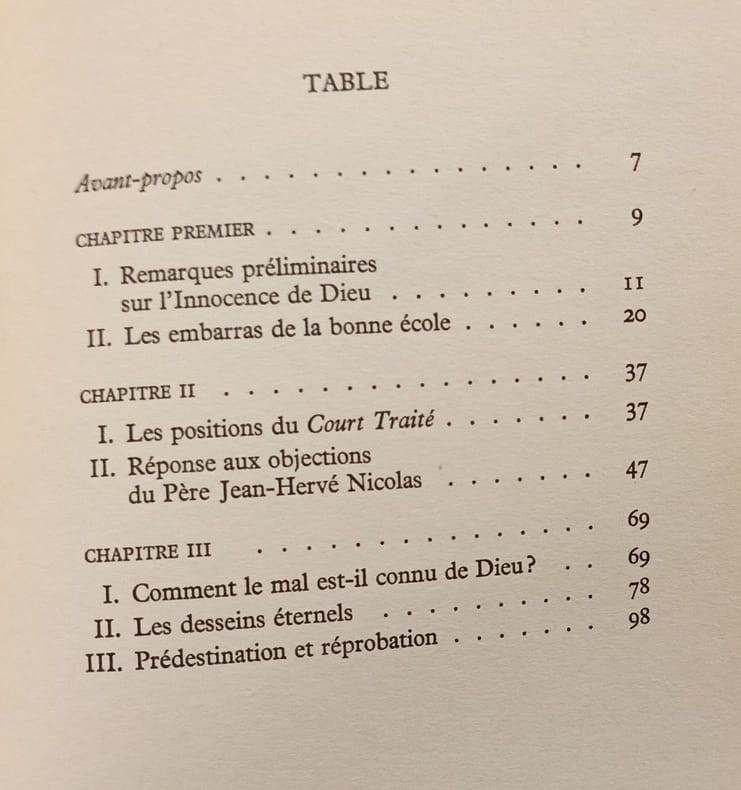 TABLE
Avant-propos . . . . . . . . . . . . . . . 7
CHAPITRE PREMIER . . . . . . . . . . . . . 9
I. Remarques préliminaires
sur l'Innocence de Dieu . . . . . . . . . 11
II. Les embarras de la bonne école . . . . . . 20
CHAPITRE II . . . . . . . . . . . . . . . 37
I. Les positions du Court Traité . . . . . . . 37
II. Réponse aux objections
du Père Jean-Hervé Nicolas . . . . . . 47
CHAPITRE III . . . . . . . . . . . . . 69
I. Comment le mal est-il connu de Dieu ? . . 69
II. Les desseins éternels . . . . . . . . . 78
III. Prédestination et réprobation . . . . . . . 98